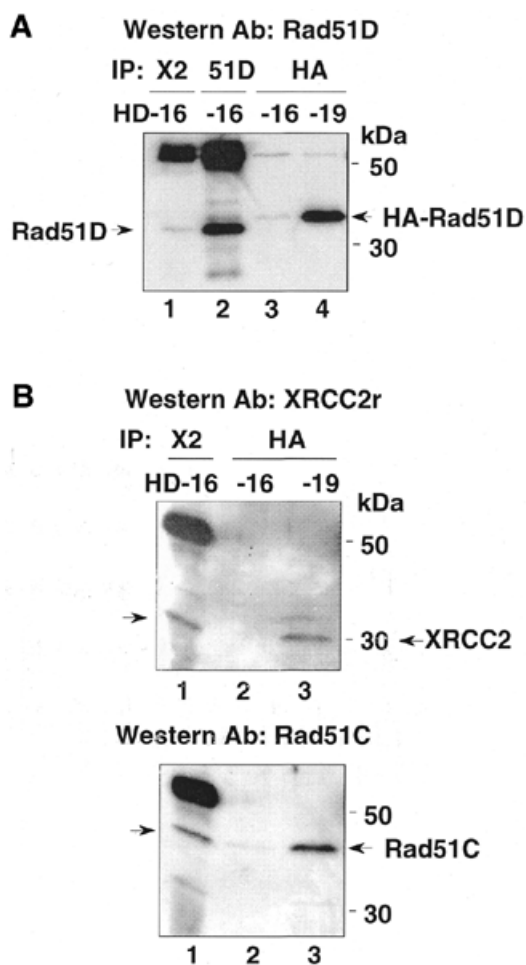 A
Western Ab: Rad51D
IP: X2 51D HA
HD-16 -16 -16 -19
kDa
50
Rad51D
HA-Rad51D
30
1 2 3 4
B
Western Ab: XRCC2r
IP: X2 HA
HD-16 -16 -19
kDa
50
30 XRCC2
1 2 3
Western Ab: Rad51C
50
Rad51C
30
1 2 3